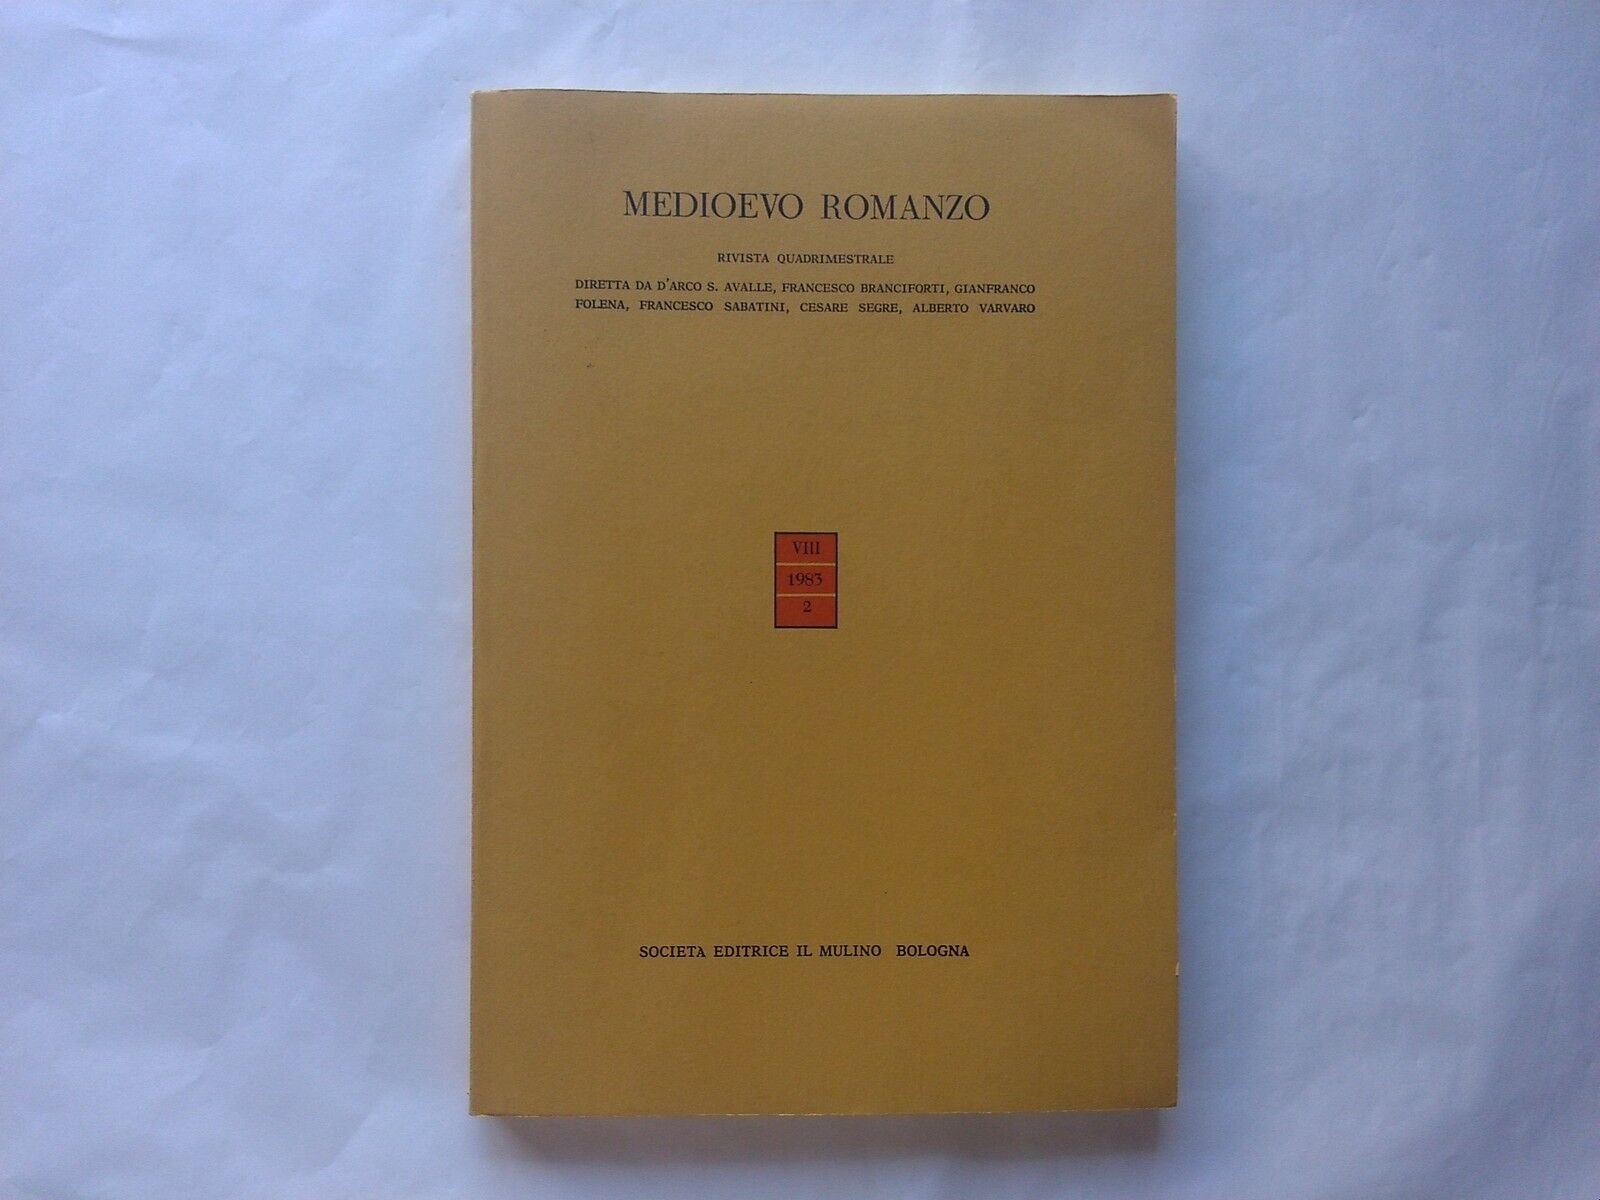 MEDIOEVO ROMANZO
RIVISTA QUADRIMESTRALE
DIRETTA DA D'ARCO S. AVALLE, FRANCESCO BRANCIFORTI, GIANFRANCO
FOLENA, FRANCESCO SABATINI, CESARE SEGRE, ALBERTO VARVARO
VIII
1983
2
SOCIETÀ EDITRICE IL MULINO BOLOGNA